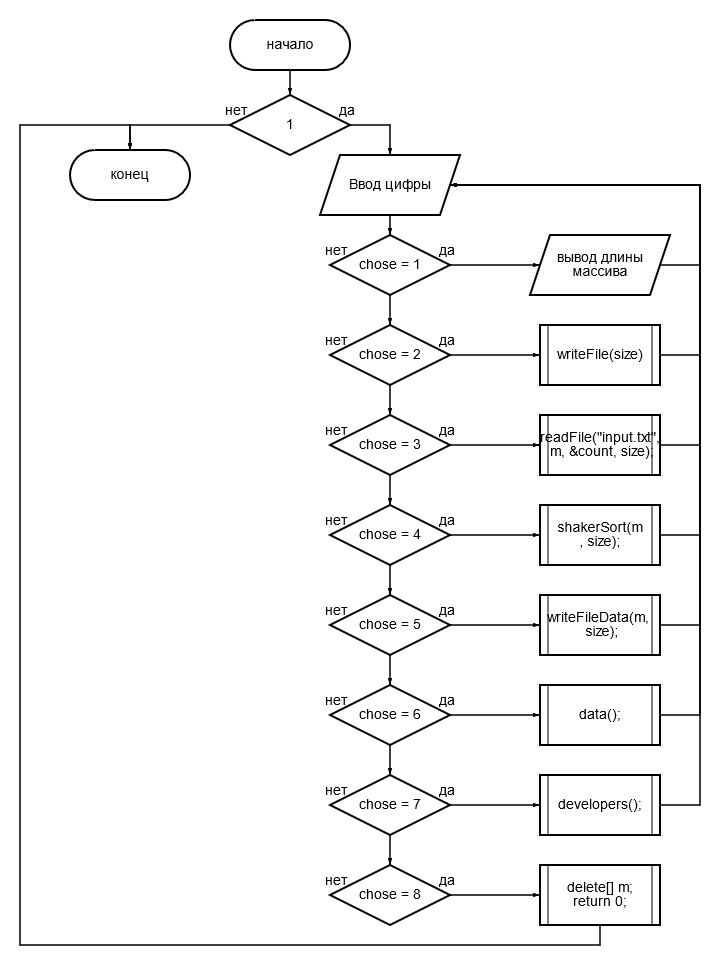 начало
нет
да
1
конец
Ввод цифры
нет
да
chose = 1
вывод длины
массива
нет
да
chose = 2
writeFile(size)
нет
да
chose = 3
readFile("input.txt",
m, &count, size);
нет
да
chose = 4
shakerSort(m
, size);
нет
да
chose = 5
writeFileData(m,
size);
нет
да
chose = 6
data();
нет
да
chose = 7
developers();
нет
да
chose = 8
delete[] m;
return 0;